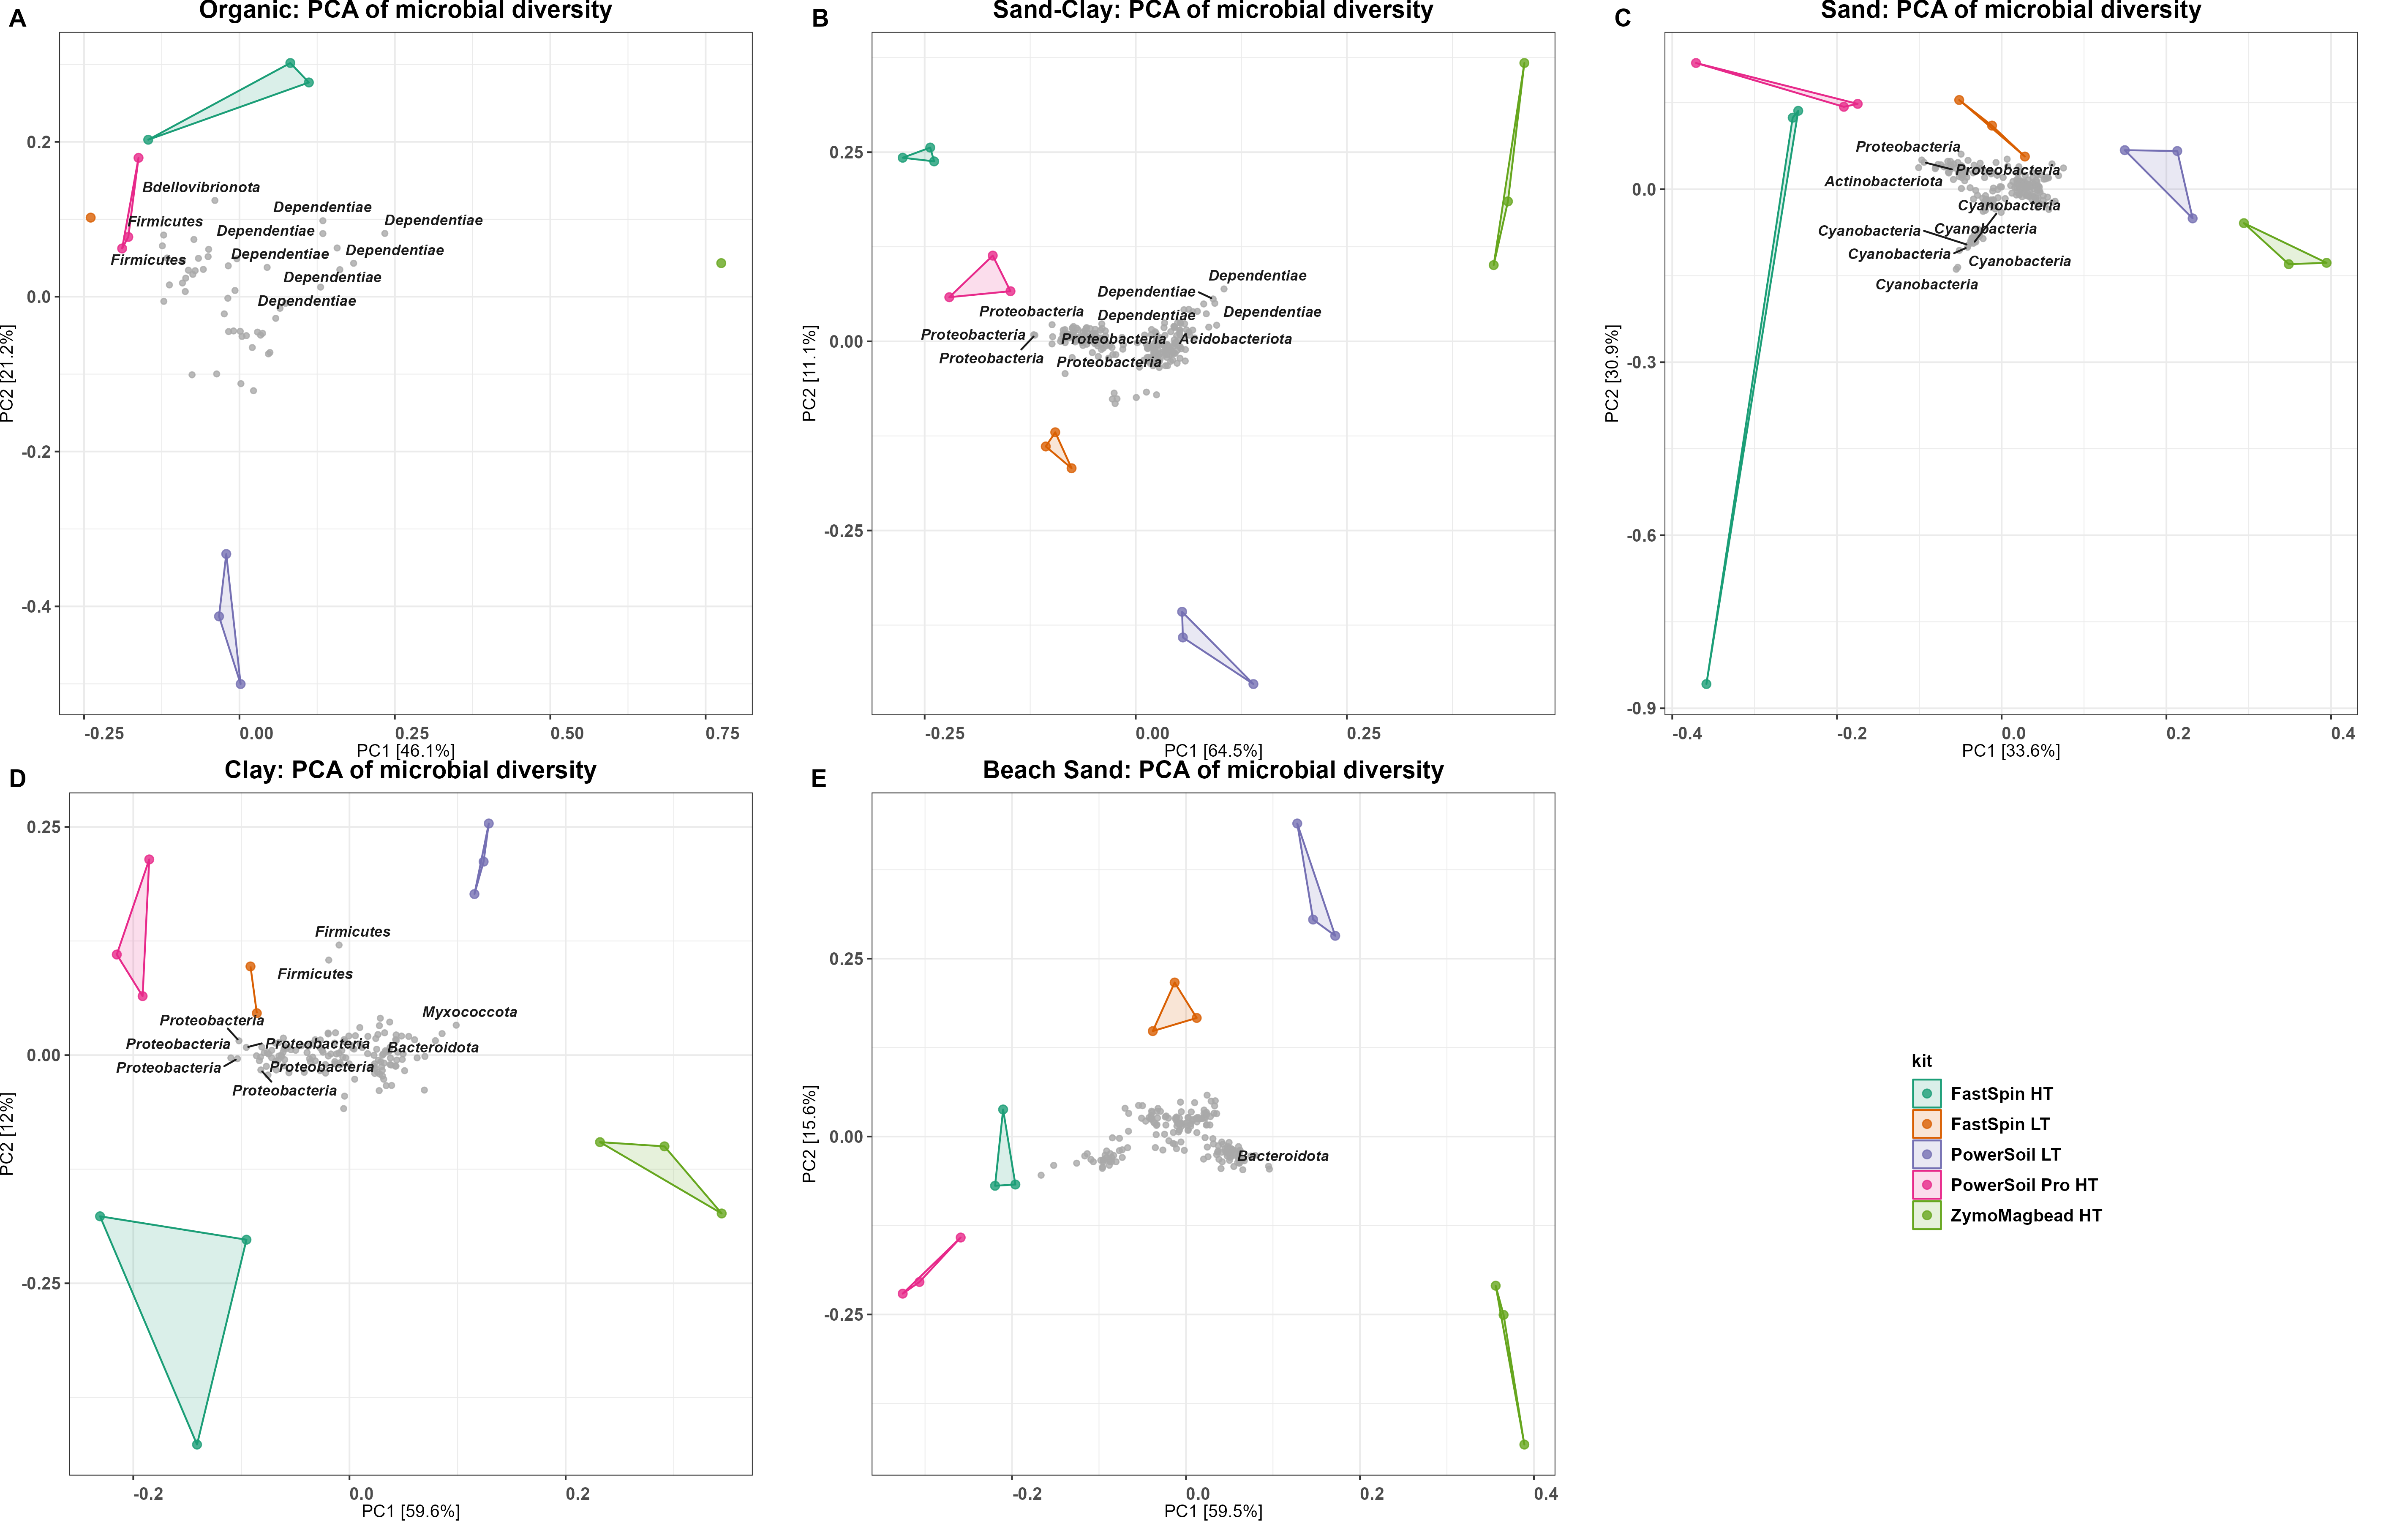 A
Organic: PCA of microbial diversity
PC2 [21.2%]
0.2
0.0
-0.2
-0.4
Bdellovibrionota
Dependentiae
Firmicutes
Dependentiae
Dependentiae
Dependentiae
Dependentiae
Firmicutes
Dependentiae
Dependentiae
-0.25
0.00
0.25
0.50
0.75
PC1 [46.1%]
B
Sand-Clay: PCA of microbial diversity
PC2 [11.1%]
0.25
0.00
-0.25
Dependentiae
Dependentiae
Proteobacteria
Dependentiae
Dependentiae
Proteobacteria
Proteobacteria
Acidobacteriota
Proteobacteria
Proteobacteria
-0.25
0.00
0.25
PC1 [64.5%]
C
Sand: PCA of microbial diversity
PC2 [30.9%]
0.0
-0.3
-0.6
-0.9
Proteobacteria
Proteobacteria
Actinobacteriota
Cyanobacteria
Cyanobacteria
Cyanobacteria
Cyanobacteria
Cyanobacteria
Cyanobacteria
-0.4
-0.2
0.0
0.2
0.4
PC1 [33.6%]
D
Clay: PCA of microbial diversity
PC2 [12%]
0.25
0.00
-0.25
Firmicutes
Firmicutes
Myxococcota
Proteobacteria
Proteobacteria
Proteobacteria
Bacteroidota
Proteobacteria
Proteobacteria
Proteobacteria
-0.2
0.0
0.2
PC1 [59.6%]
E
Beach Sand: PCA of microbial diversity
PC2 [15.6%]
0.25
0.00
-0.25
Bacteroidota
-0.2
0.0
0.2
0.4
PC1 [59.5%]
kit
FastSpin HT
FastSpin LT
PowerSoil LT
PowerSoil Pro HT
ZymoMagbead HT